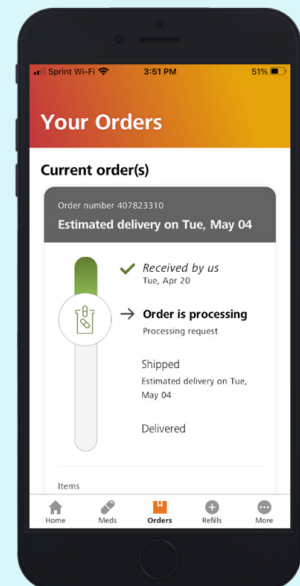 Sprint Wi-Fi 3:51 PM 51%
Your Orders
Current order(s)
Order number 407823310
Estimated delivery on Tue, May 04
Received by us
Tue, Apr 20
Order is processing
Processing request
Shipped
Estimated delivery on Tue,
May 04
Delivered
Items
Home Meds Orders Refills More